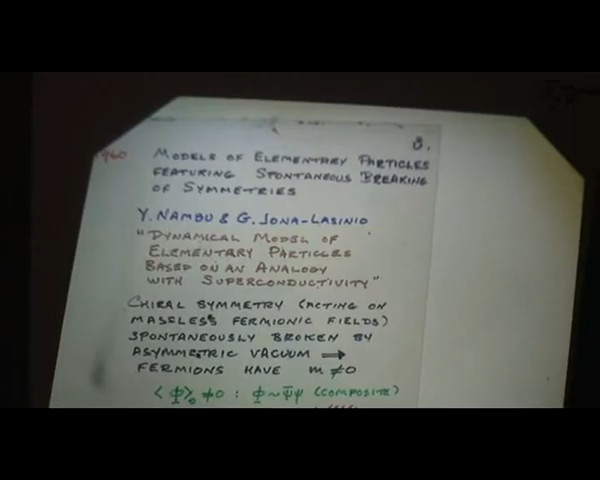 8.
1960 MODELS OF ELEMENTARY PARTICLES
FEATURING SPONTANEOUS BREAKING
OF SYMMETRIES
Y. NAMBU & G. JONA-LASINIO
"DYNAMICAL MODEL OF
ELEMENTARY PARTICLES
BASED ON AN ANALOGY
WITH SUPERCONDUCTIVITY"
CHIRAL SYMMETRY (ACTING ON
MASELESS FERMIONIC FIELDS)
SPONTANEOUSLY BROKEN BY
ASYMMETRIC VACUUM ⟹
FERMIONS HAVE m ≠ 0
⟨Φ⟩₀ ≠ 0 : Φ ~ ψ̄ψ (COMPOSITE)